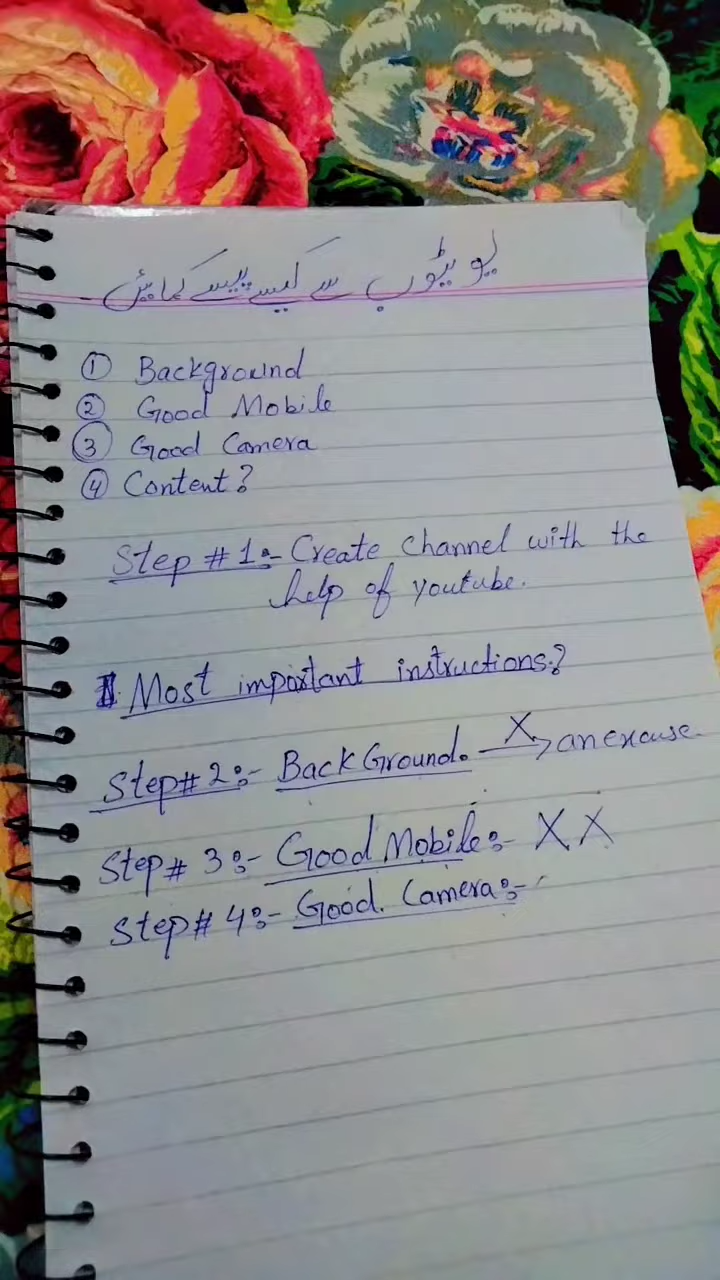 یوٹیوب سے کیسے پیسے کمایئں -
① Background
② Good Mobile
③ Good Camera
④ Content?
Step # 1:- Create channel with the
help of youtube.
Most important instructions:?
Step# 2:- BackGround. X → an excuse.
Step# 3:- Good Mobile:- X X
Step# 4:- Good. Camera:-